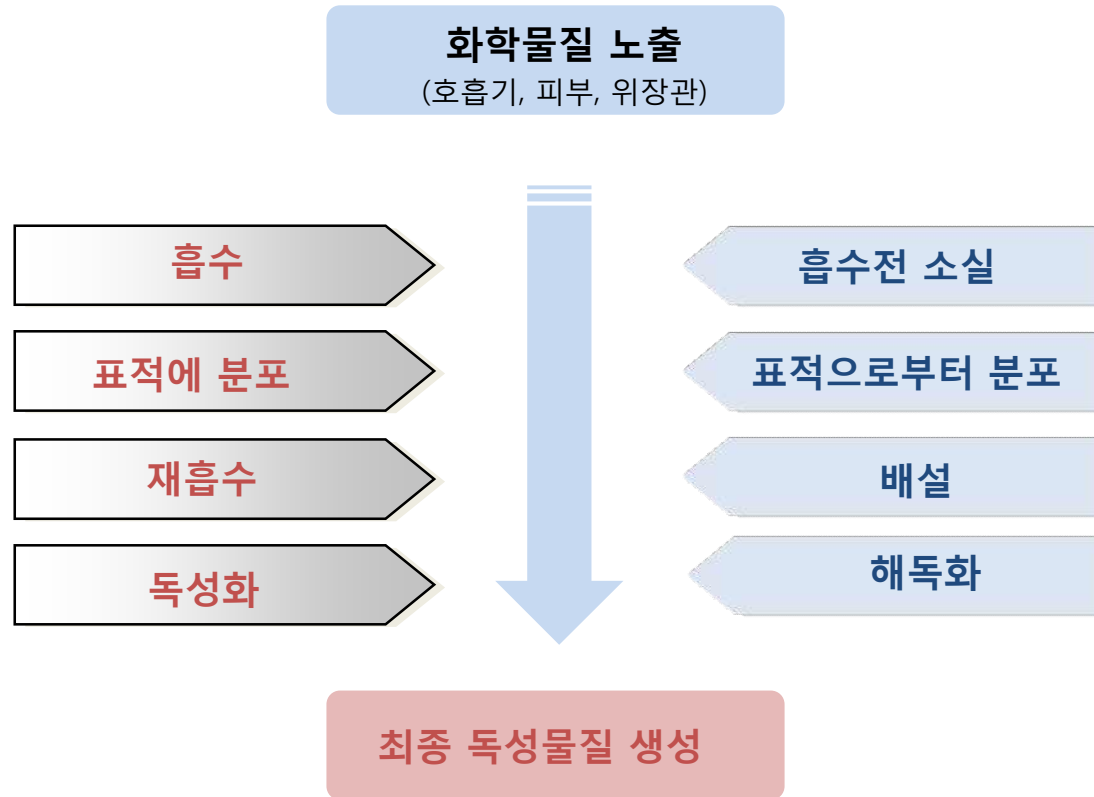 화학물질 노출
(호흡기, 피부, 위장관)
흡수
흡수전 소실
표적에 분포
표적으로부터 분포
재흡수
배설
독성화
해독화
최종 독성물질 생성